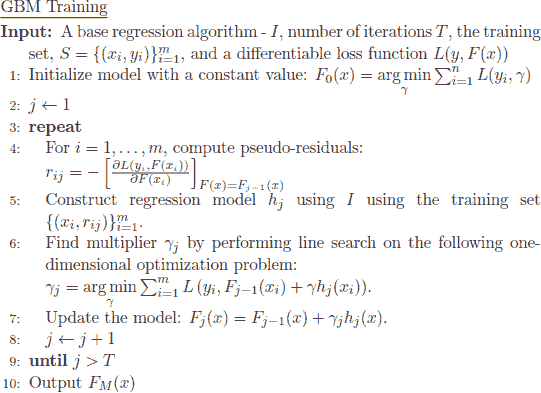 GBM Training
Input: A base regression algorithm - I, number of iterations T, the training
set, S = {(x_i, y_i)}_{i=1}^m, and a differentiable loss function L(y, F(x))
1: Initialize model with a constant value: F_0(x) = arg min_γ ∑_{i=1}^n L(y_i, γ)
2: j ← 1
3: repeat
4: For i = 1, . . . , m, compute pseudo-residuals:
r_{ij} = − [∂L(y_i,F(x_i))/∂F(x_i)]_{F(x)=F_{j−1}(x)}
5: Construct regression model h_j using I using the training set
{(x_i, r_{ij})}_{i=1}^m.
6: Find multiplier γ_j by performing line search on the following one-
dimensional optimization problem:
γ_j = arg min_γ ∑_{i=1}^m L (y_i, F_{j−1}(x_i) + γh_j(x_i)).
7: Update the model: F_j(x) = F_{j−1}(x) + γ_j h_j(x).
8: j ← j + 1
9: until j > T
10: Output F_M(x)